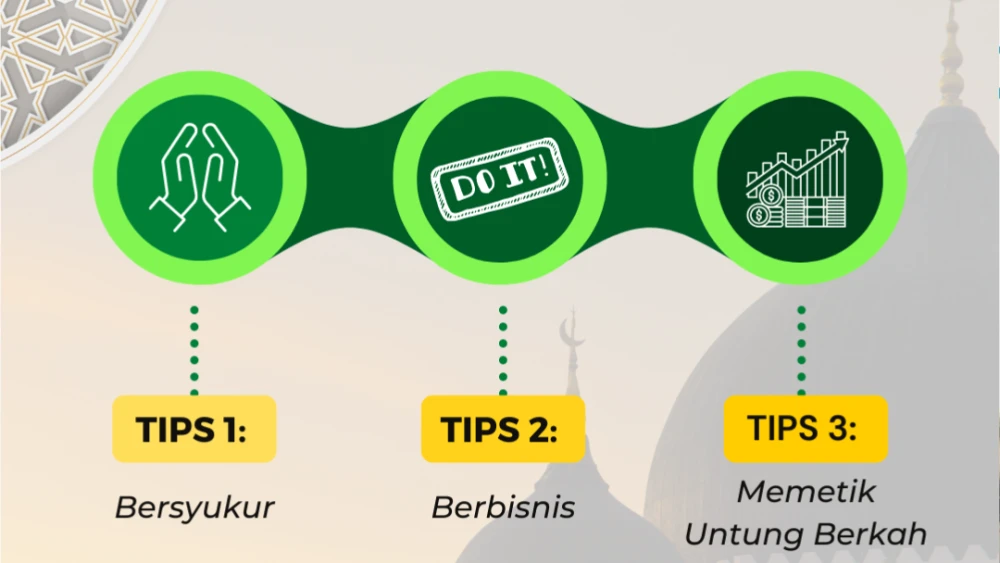 DO IT!
TIPS 1:
Bersyukur
TIPS 2:
Berbisnis
TIPS 3:
Memetik
Untung Berkah